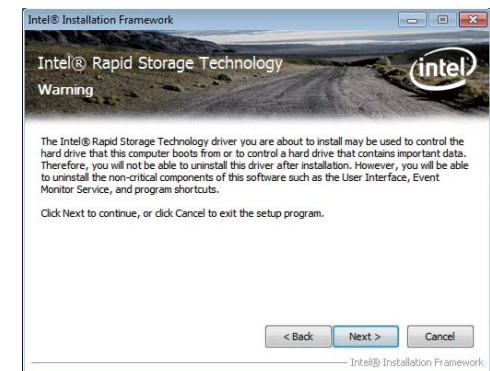 Intel® Installation Framework
Intel® Rapid Storage Technology
intel
Warning
The Intel® Rapid Storage Technology driver you are about to install may be used to control the
hard drive that this computer boots from or to control a hard drive that contains important data.
Therefore, you will not be able to uninstall this driver after installation. However, you will be able
to uninstall the non-critical components of this software such as the User Interface, Event
Monitor Service, and program shortcuts.
Click Next to continue, or click Cancel to exit the setup program.
< Back Next > Cancel
Intel® Installation Framework